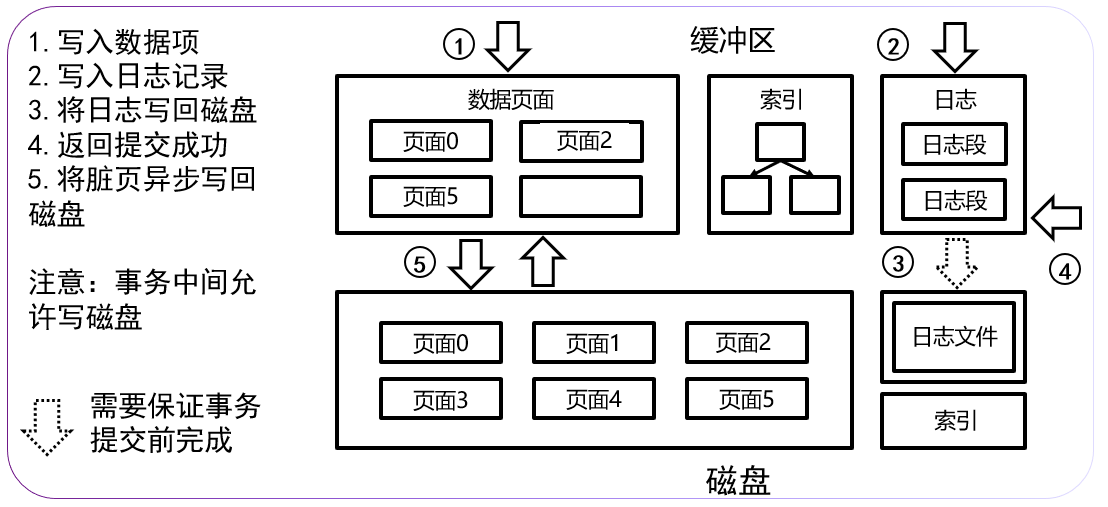 1.写入数据项
2.写入日志记录
3.将日志写回磁盘
4.返回提交成功
5.将脏页异步写回
磁盘
注意：事务中间允
许写磁盘
需要保证事务
提交前完成
① 缓冲区 ②
数据页面 索引 日志
页面0 页面2 日志段
页面5 日志段
⑤ ③ ④
页面0 页面1 页面2 日志文件
页面3 页面4 页面5 索引
磁盘